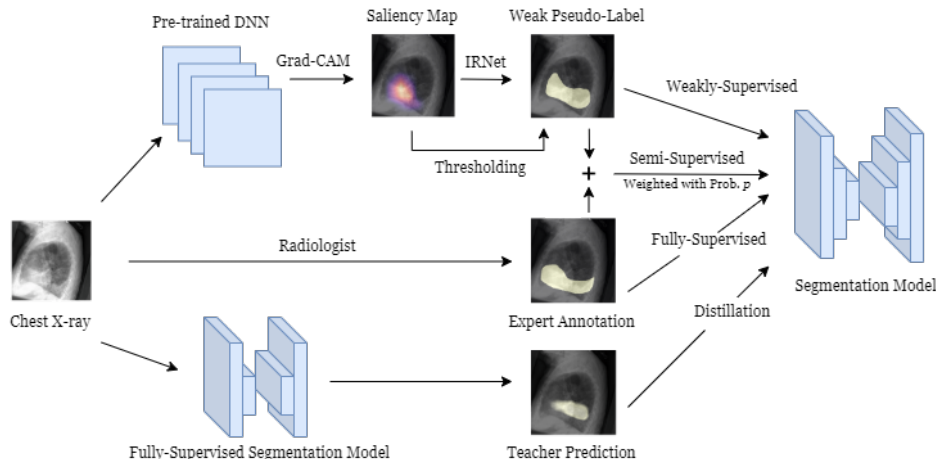 Pre-trained DNN
Saliency Map
Weak Pseudo-Label
Grad-CAM
IRNet
Weakly-Supervised
Thresholding
Semi-Supervised
+
Weighted with Prob. p
Radiologist
Fully-Supervised
Segmentation Model
Chest X-ray
Expert Annotation
Distillation
Fully-Supervised Segmentation Model
Teacher Prediction